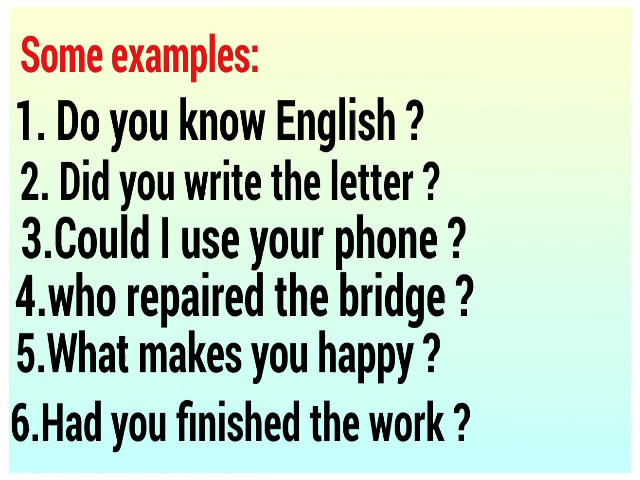 Some examples:
1. Do you know English ?
2. Did you write the letter ?
3.Could I use your phone ?
4.who repaired the bridge ?
5.What makes you happy ?
6.Had you finished the work ?